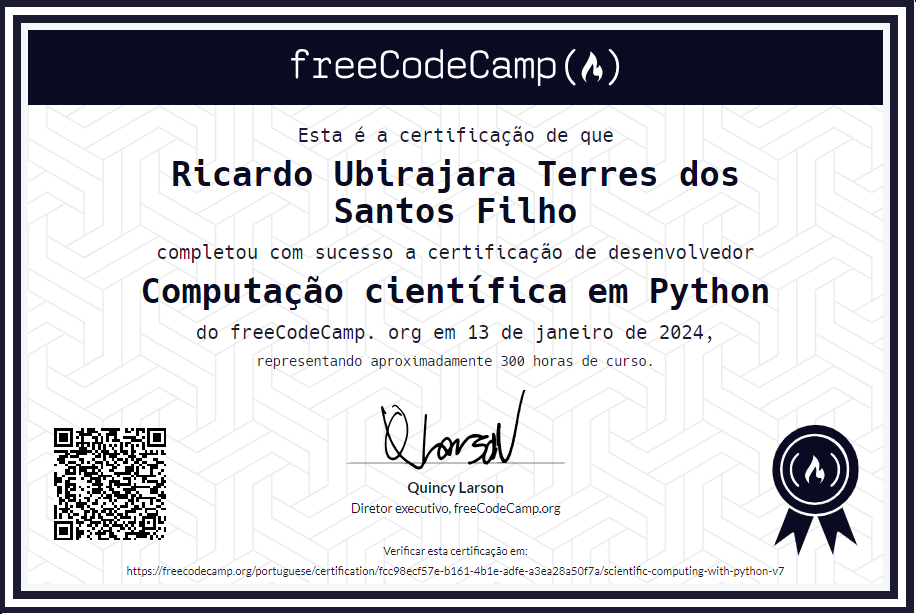 freeCodeCamp
Esta é a certificação de que
Ricardo Ubirajara Terres dos
Santos Filho
completou com sucesso a certificação de desenvolvedor
Computação científica em Python
do freeCodeCamp. org em 13 de janeiro de 2024,
representando aproximadamente 300 horas de curso.
Quincy Larson
Diretor executivo, freeCodeCamp.org
Verificar esta certificação em:
https://freecodecamp.org/portuguese/certification/fcc98ecf57e-b161-4b1e-adfe-a3ea28a50f7a/scientific-computing-with-python-v7